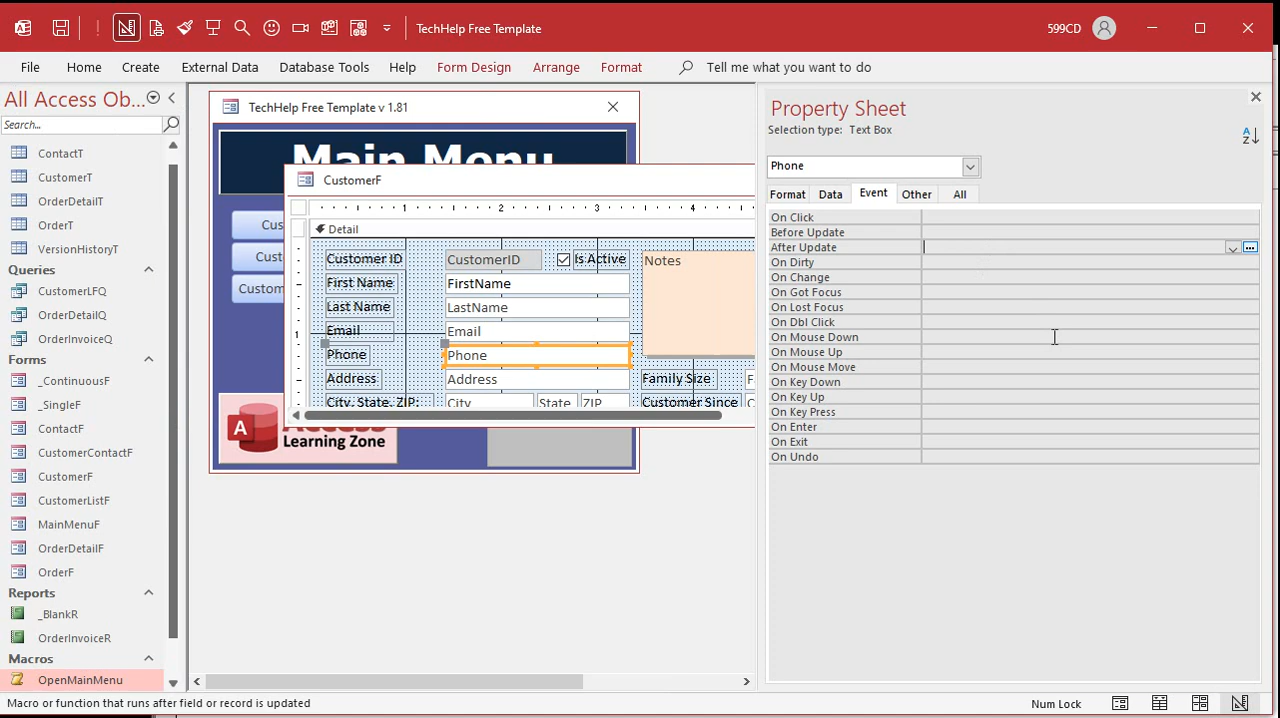 TechHelp Free Template
599CD
File Home Create External Data Database Tools Help Form Design Arrange Format Tell me what you want to do
All Access Ob...
Search...
ContactT
CustomerT
OrderDetailT
OrderT
VersionHistoryT
Queries
CustomerLFQ
OrderDetailQ
OrderInvoiceQ
Forms
_ContinuousF
_SingleF
ContactF
CustomerContactF
CustomerF
CustomerListF
MainMenuF
OrderDetailF
OrderF
Reports
_BlankR
OrderInvoiceR
Macros
OpenMainMenu
TechHelp Free Template v 1.81
Main Menu
Cus
Cust
Custom
A
Learning Zone
CustomerF
1 2 3 4
Detail
1
Customer ID CustomerID Is Active Notes
First Name FirstName
Last Name LastName
Email Email
Phone Phone
Address Address Family Size F
City, State, ZIP: City State ZIP Customer Since C
Property Sheet
Selection type: Text Box
A
Z
Phone
Format Data Event Other All
On Click
Before Update
After Update
On Dirty
On Change
On Got Focus
On Lost Focus
On Dbl Click
On Mouse Down
On Mouse Up
On Mouse Move
On Key Down
On Key Up
On Key Press
On Enter
On Exit
On Undo
Macro or function that runs after field or record is updated
Num Lock